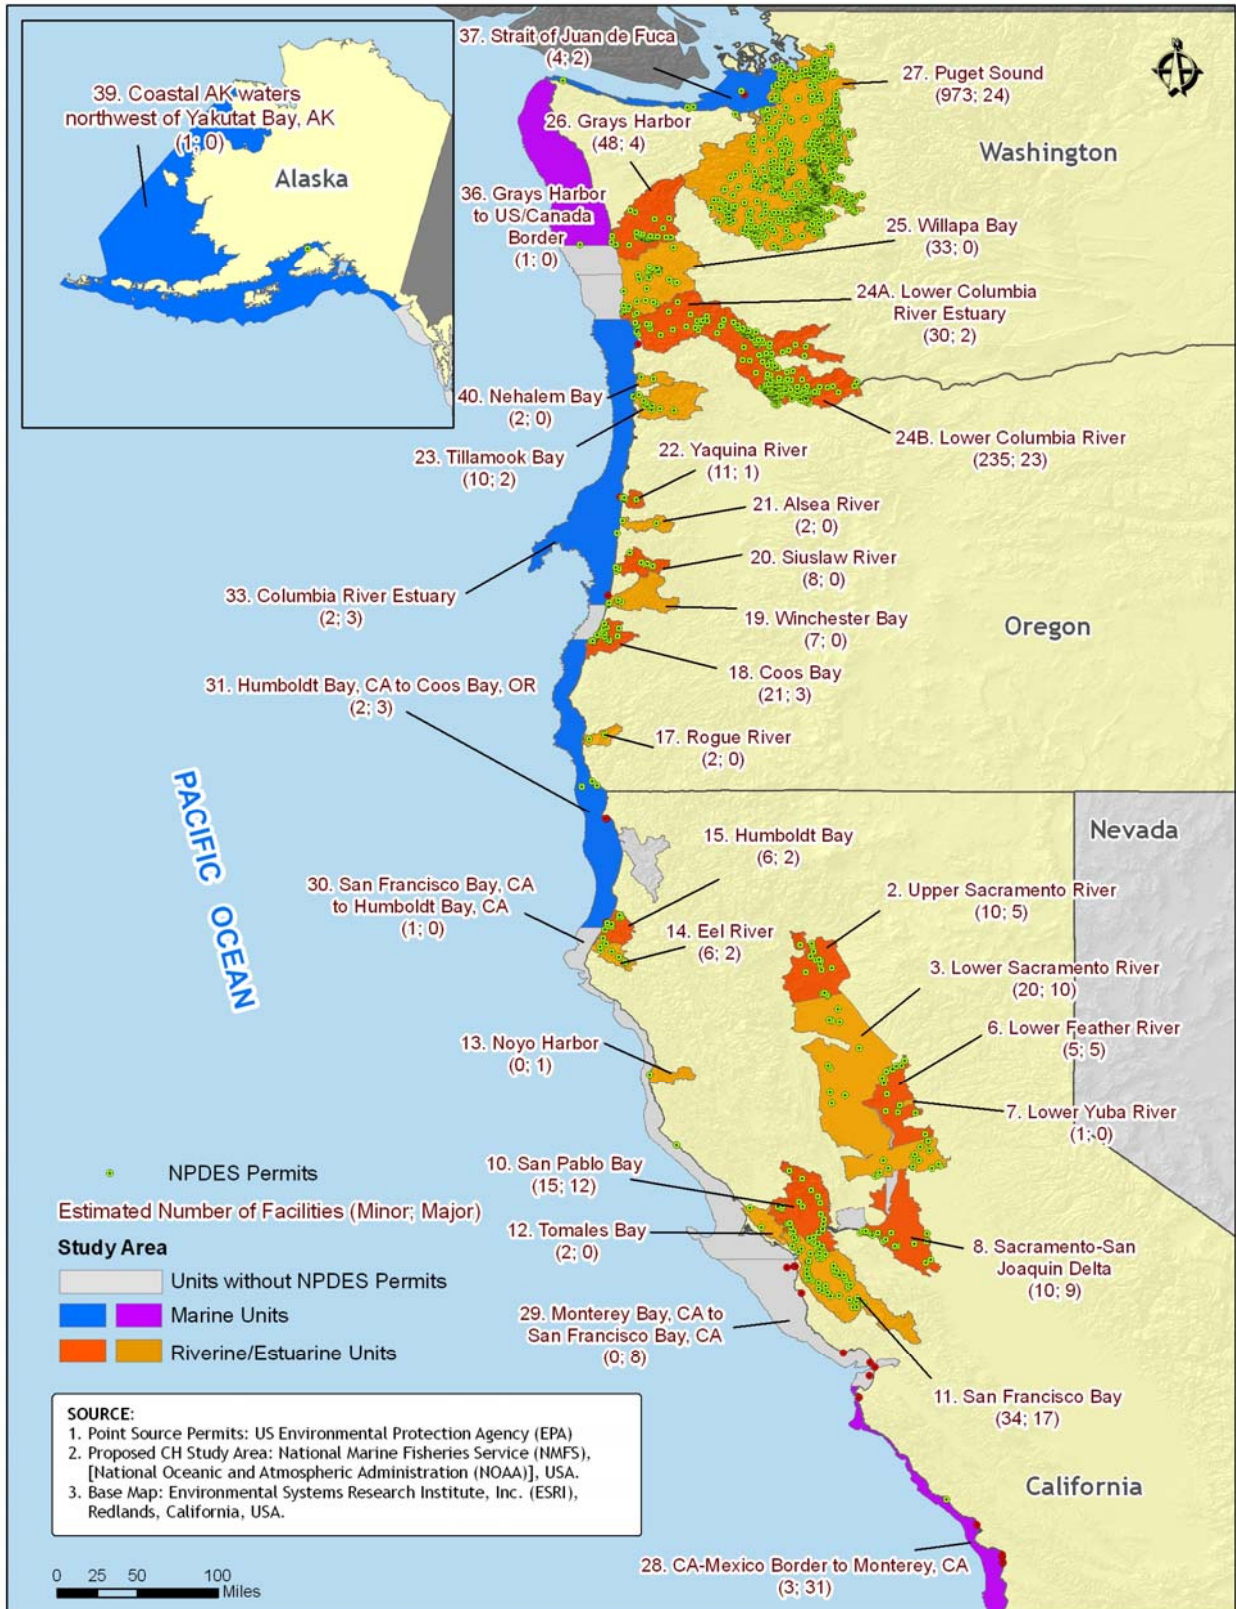 37. Strait of Juan de Fuca
(4; 2)
39. Coastal AK waters
northwest of Yakutat Bay, AK
(1; 0)
Alaska
27. Puget Sound
(973; 24)
26. Grays Harbor
(48; 4)
Washington
36. Grays Harbor
to US/Canada
Border
(1; 0)
25. Willapa Bay
(33; 0)
24A. Lower Columbia
River Estuary
(30; 2)
40. Nehalem Bay
(2; 0)
24B. Lower Columbia River
(235; 23)
23. Tillamook Bay
(10; 2)
22. Yaquina River
(11; 1)
21. Alsea River
(2; 0)
20. Siuslaw River
(8; 0)
33. Columbia River Estuary
(2; 3)
19. Winchester Bay
(7; 0)
Oregon
18. Coos Bay
(21; 3)
31. Humboldt Bay, CA to Coos Bay, OR
(2; 3)
17. Rogue River
(2; 0)
PACIFIC OCEAN
Nevada
15. Humboldt Bay
(6; 2)
30. San Francisco Bay, CA
to Humboldt Bay, CA
(1; 0)
2. Upper Sacramento River
(10; 5)
14. Eel River
(6; 2)
3. Lower Sacramento River
(20; 10)
6. Lower Feather River
(5; 5)
13. Noyo Harbor
(0; 1)
7. Lower Yuba River
(1; 0)
10. San Pablo Bay
(15; 12)
12. Tomales Bay
(2; 0)
8. Sacramento-San
Joaquin Delta
(10; 9)
29. Monterey Bay, CA to
San Francisco Bay, CA
(0; 8)
11. San Francisco Bay
(34; 17)
California
28. CA-Mexico Border to Monterey, CA
(3; 31)
NPDES Permits
Estimated Number of Facilities (Minor; Major)
Study Area
Units without NPDES Permits
Marine Units
Riverine/Estuarine Units
SOURCE:
1. Point Source Permits: US Environmental Protection Agency (EPA)
2. Proposed CH Study Area: National Marine Fisheries Service (NMFS),
[National Oceanic and Atmospheric Administration (NOAA)], USA.
3. Base Map: Environmental Systems Research Institute, Inc. (ESRI),
Redlands, California, USA.
0 25 50 100
Miles